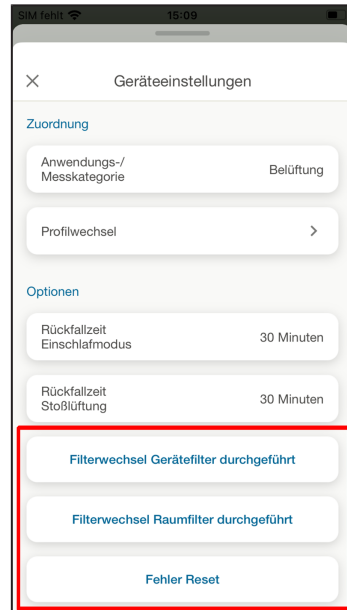 SIM fehlt 15:09
Geräteeinstellungen
Zuordnung
Anwendungs-/
Messkategorie
Belüftung
Profilwechsel
Optionen
Rückfallzeit
Einschlafmodus
30 Minuten
Rückfallzeit
Stoßlüftung
30 Minuten
Filterwechsel Gerätefilter durchgeführt
Filterwechsel Raumfilter durchgeführt
Fehler Reset